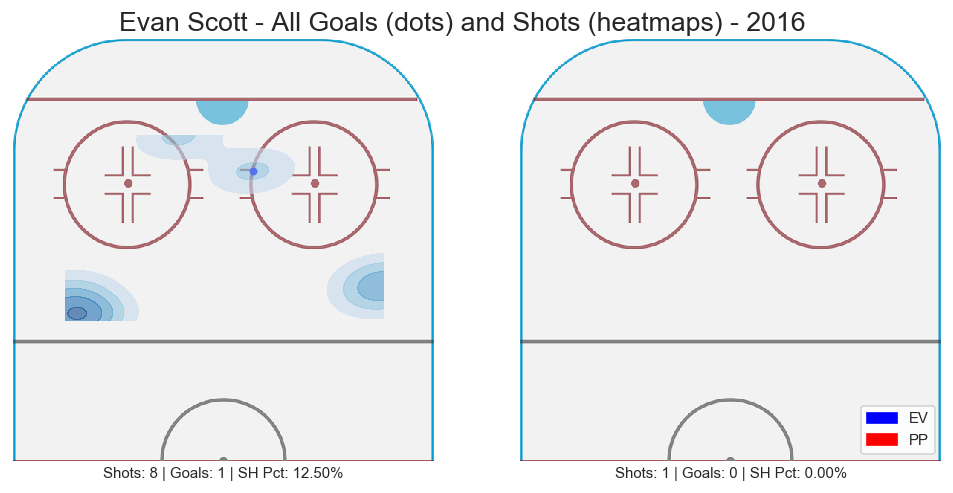 Evan Scott - All Goals (dots) and Shots (heatmaps) - 2016
EV
PP
Shots: 8 | Goals: 1 | SH Pct: 12.50%
Shots: 1 | Goals: 0 | SH Pct: 0.00%